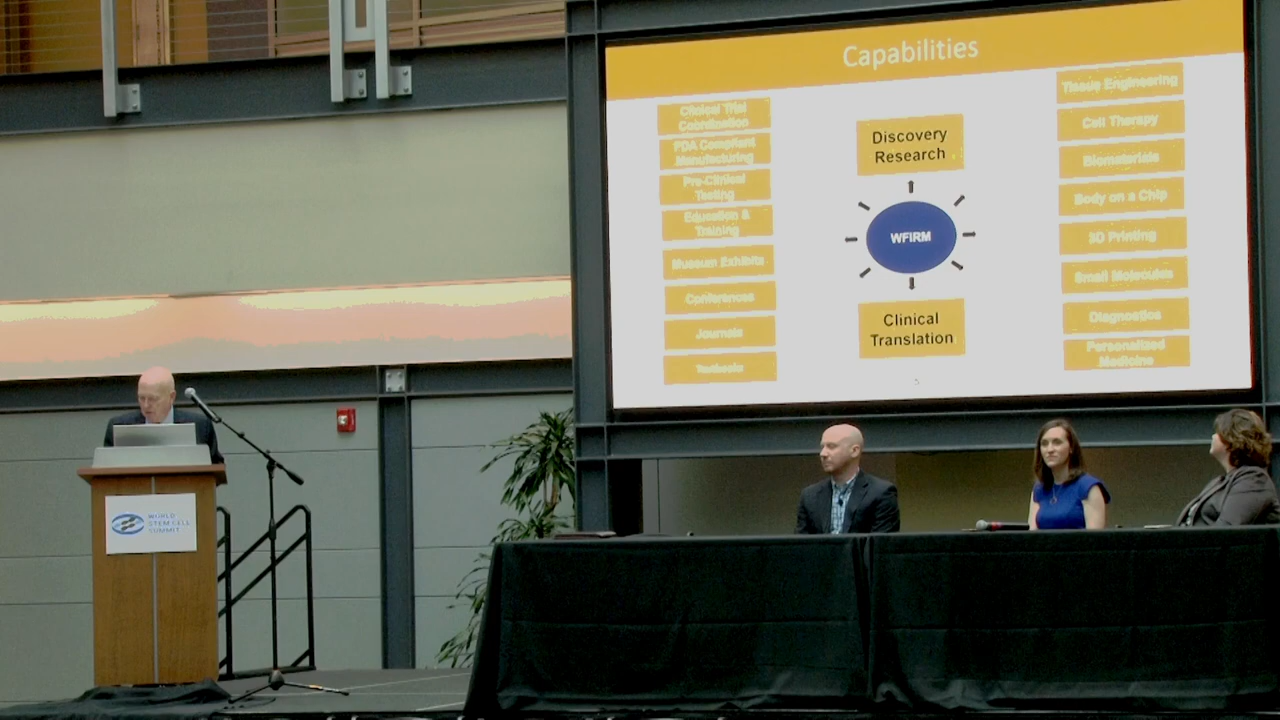 Capabilities
Clinical Trial
Coordination
FDA Compliant
Manufacturing
Pre-Clinical
Testing
Education &
Training
Museum Exhibits
Conferences
Journals
Discovery
Research
WFIRM
Clinical
Translation
Tissue Engineering
Cell Therapy
Biomaterials
Body on a Chip
3D Printing
Small Molecules
Diagnostics
Personalized
Medicine
5
WORLD
STEM CELL
SUMMIT